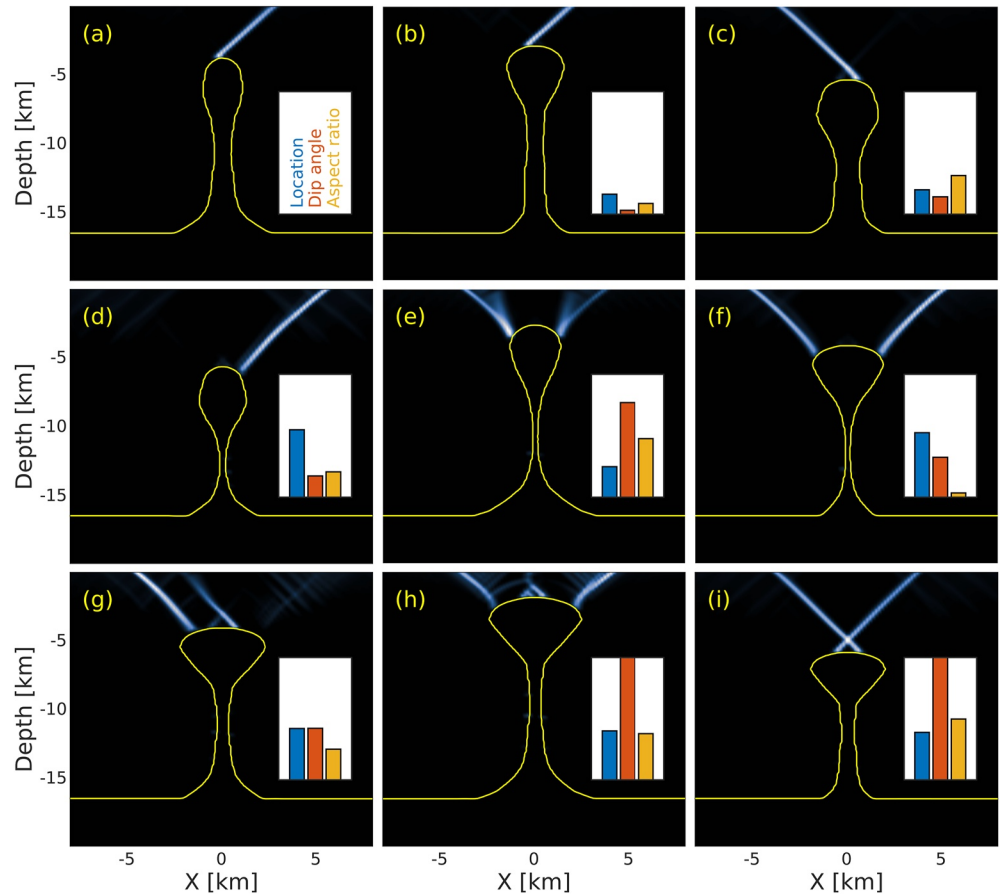 (a)
(b)
(c)
Depth [km]
-5
-10
-15
Location
Dip angle
Aspect ratio
(d)
(e)
(f)
Depth [km]
-5
-10
-15
(g)
(h)
(i)
Depth [km]
-5
-10
-15
-5 0 5
-5 0 5
-5 0 5
X [km]
X [km]
X [km]